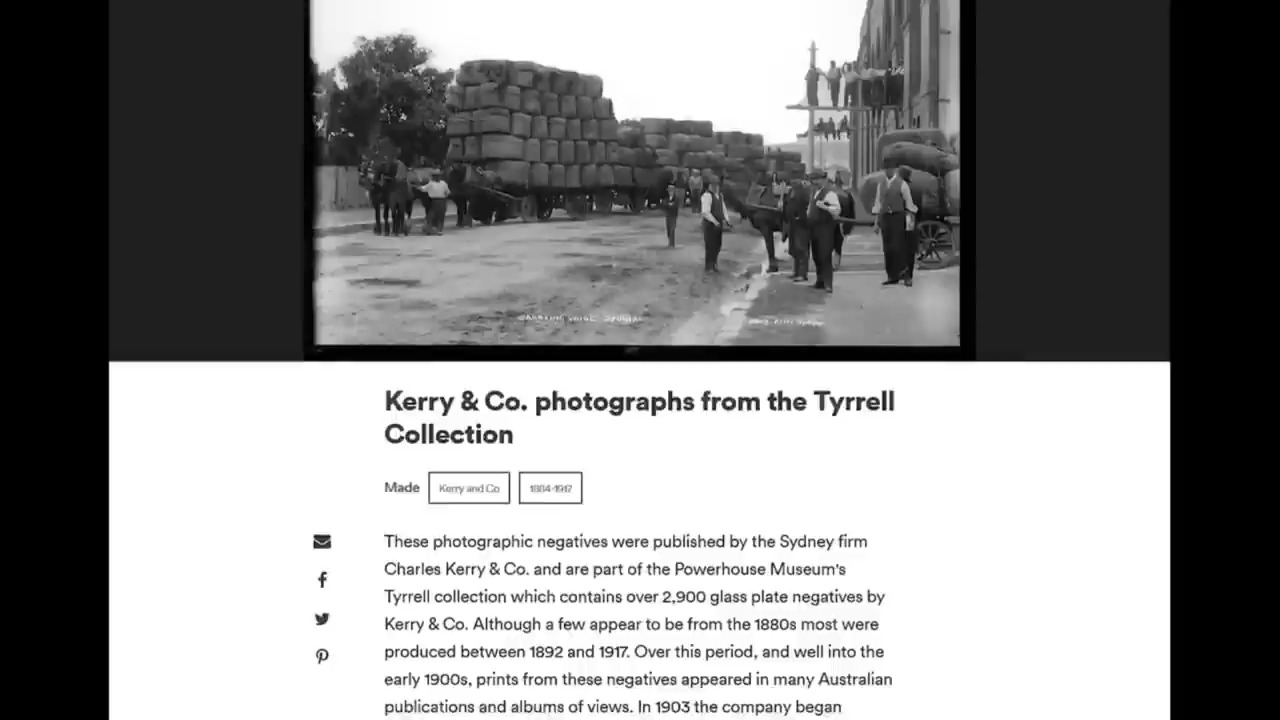 Kerry & Co. photographs from the Tyrrell
Collection
Made
Kerry and Co
1884-1917
These photographic negatives were published by the Sydney firm
Charles Kerry & Co. and are part of the Powerhouse Museum's
Tyrrell collection which contains over 2,900 glass plate negatives by
Kerry & Co. Although a few appear to be from the 1880s most were
produced between 1892 and 1917. Over this period, and well into the
early 1900s, prints from these negatives appeared in many Australian
publications and albums of views. In 1903 the company began